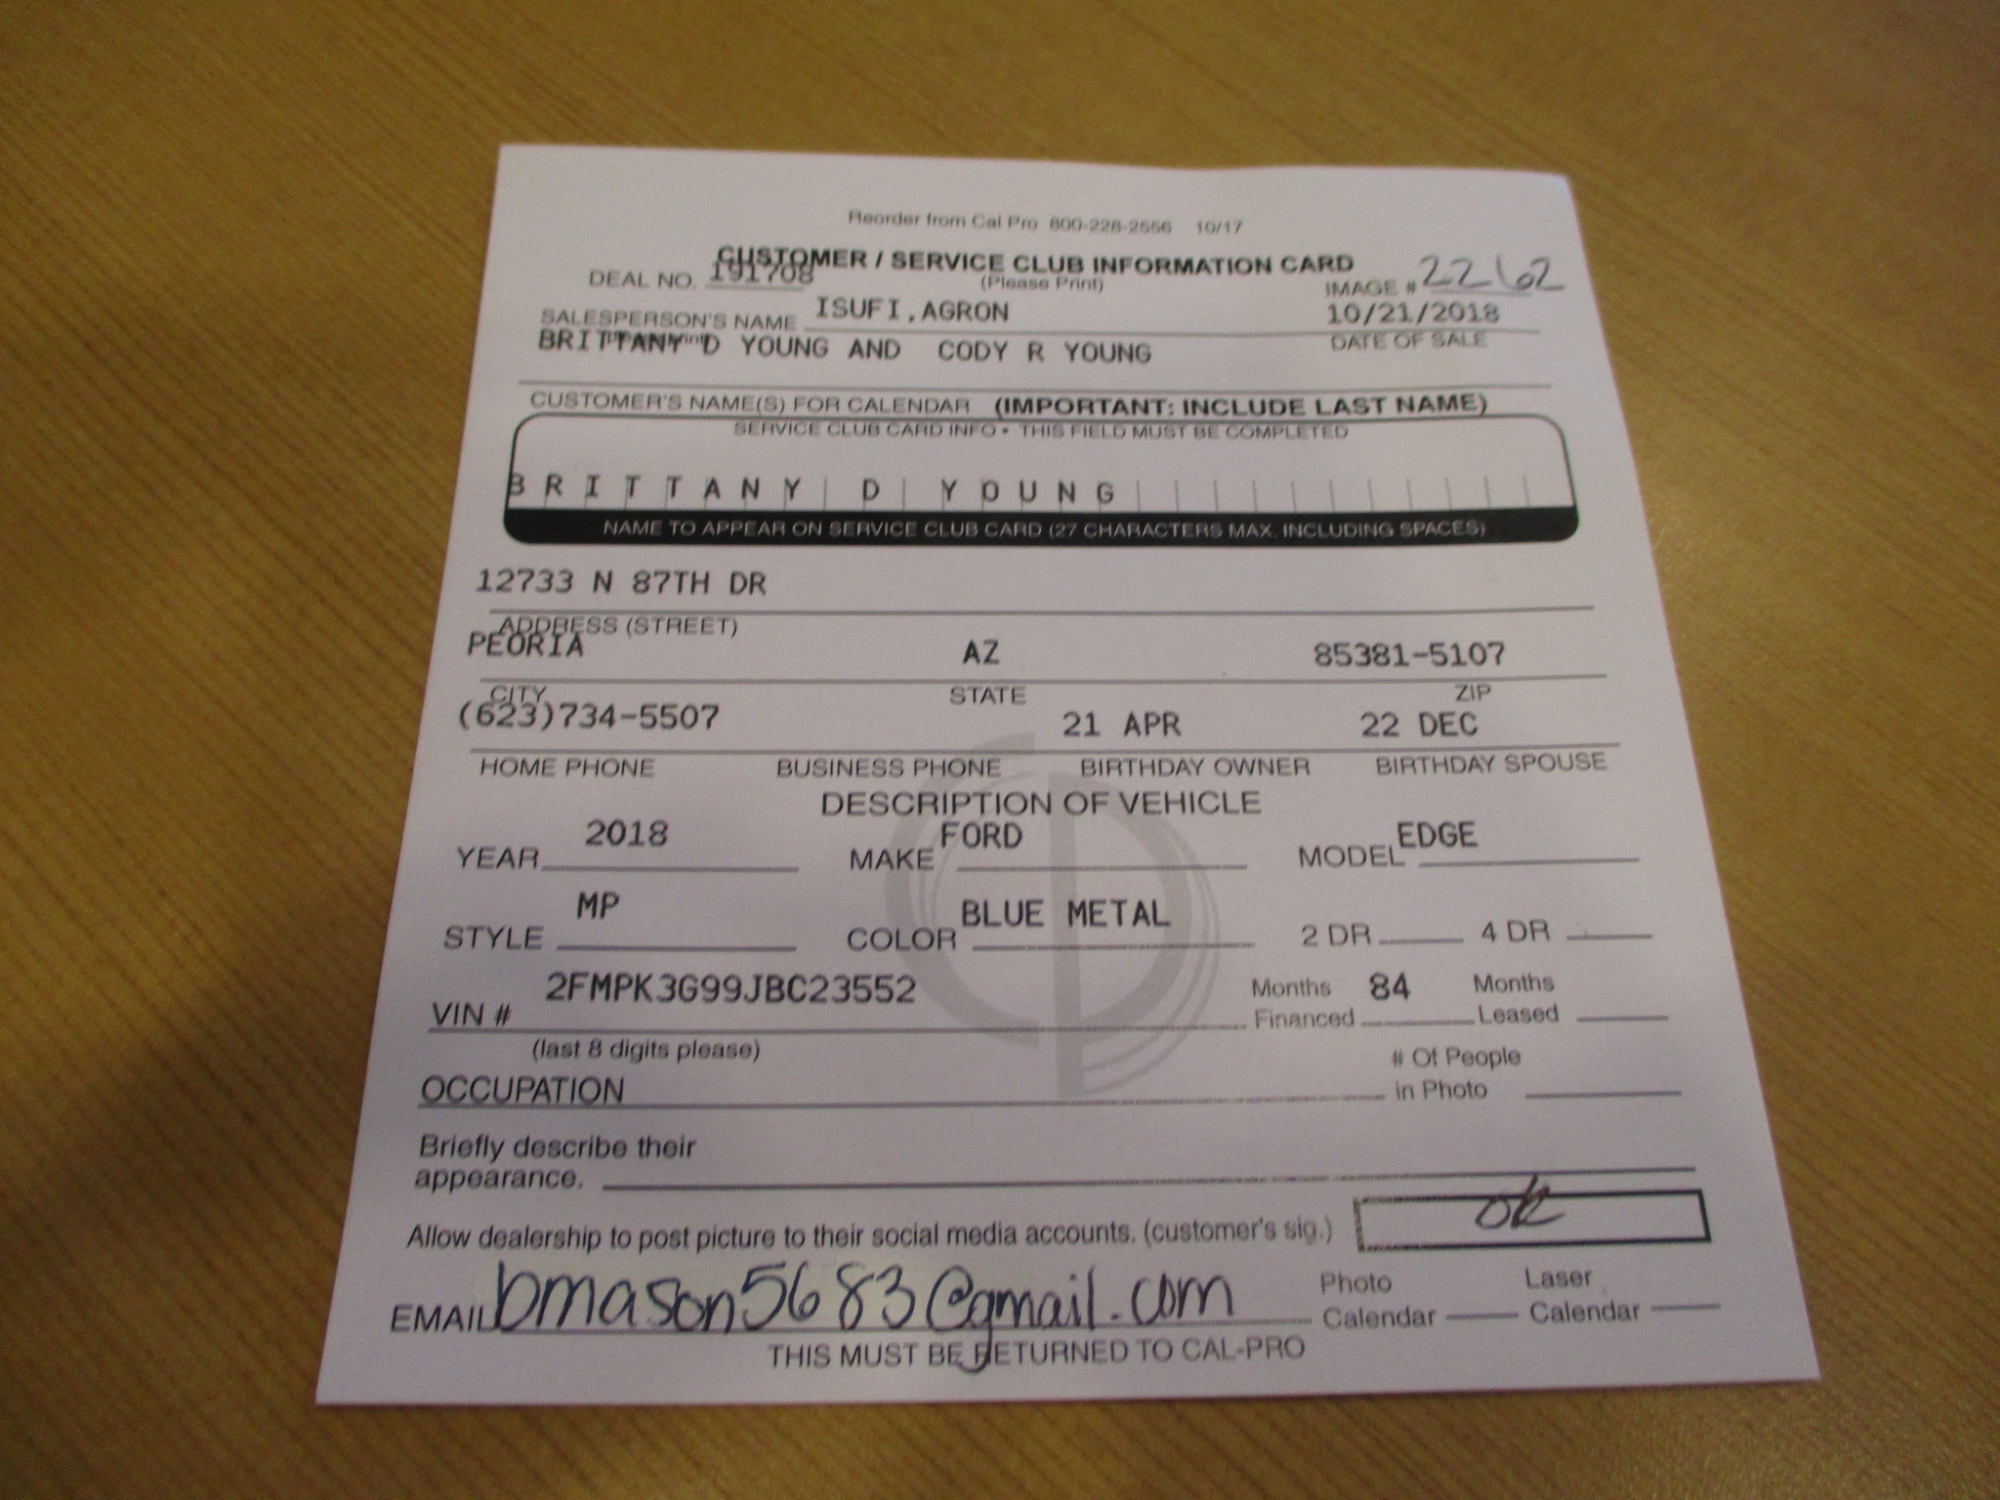 Reorder from Cal Pro 800-228-2556 10/17
CUSTOMER / SERVICE CLUB INFORMATION CARD
DEAL NO. 191708 (Please Print) IMAGE # 2262
SALESPERSON'S NAME ISUFI,AGRON 10/21/2018
BRITTANY D YOUNG AND CODY R YOUNG DATE OF SALE
CUSTOMER'S NAME(S) FOR CALENDAR (IMPORTANT: INCLUDE LAST NAME)
SERVICE CLUB CARD INFO • THIS FIELD MUST BE COMPLETED
BRITTANY D YOUNG
NAME TO APPEAR ON SERVICE CLUB CARD (27 CHARACTERS MAX. INCLUDING SPACES)
12733 N 87TH DR
ADDRESS (STREET)
PEORIA AZ 85381-5107
CITY STATE ZIP
(623)734-5507 21 APR 22 DEC
HOME PHONE BUSINESS PHONE BIRTHDAY OWNER BIRTHDAY SPOUSE
DESCRIPTION OF VEHICLE
YEAR 2018 MAKE FORD MODEL EDGE
STYLE MP COLOR BLUE METAL 2 DR 4 DR
VIN # 2FMPK3G99JBC23552 Months Financed 84 Months Leased
(last 8 digits please)
OCCUPATION # Of People in Photo
Briefly describe their
appearance.
Allow dealership to post picture to their social media accounts. (customer's sig.) ok
EMAIL bmason5683@gmail.com Photo Calendar Laser Calendar
THIS MUST BE RETURNED TO CAL-PRO